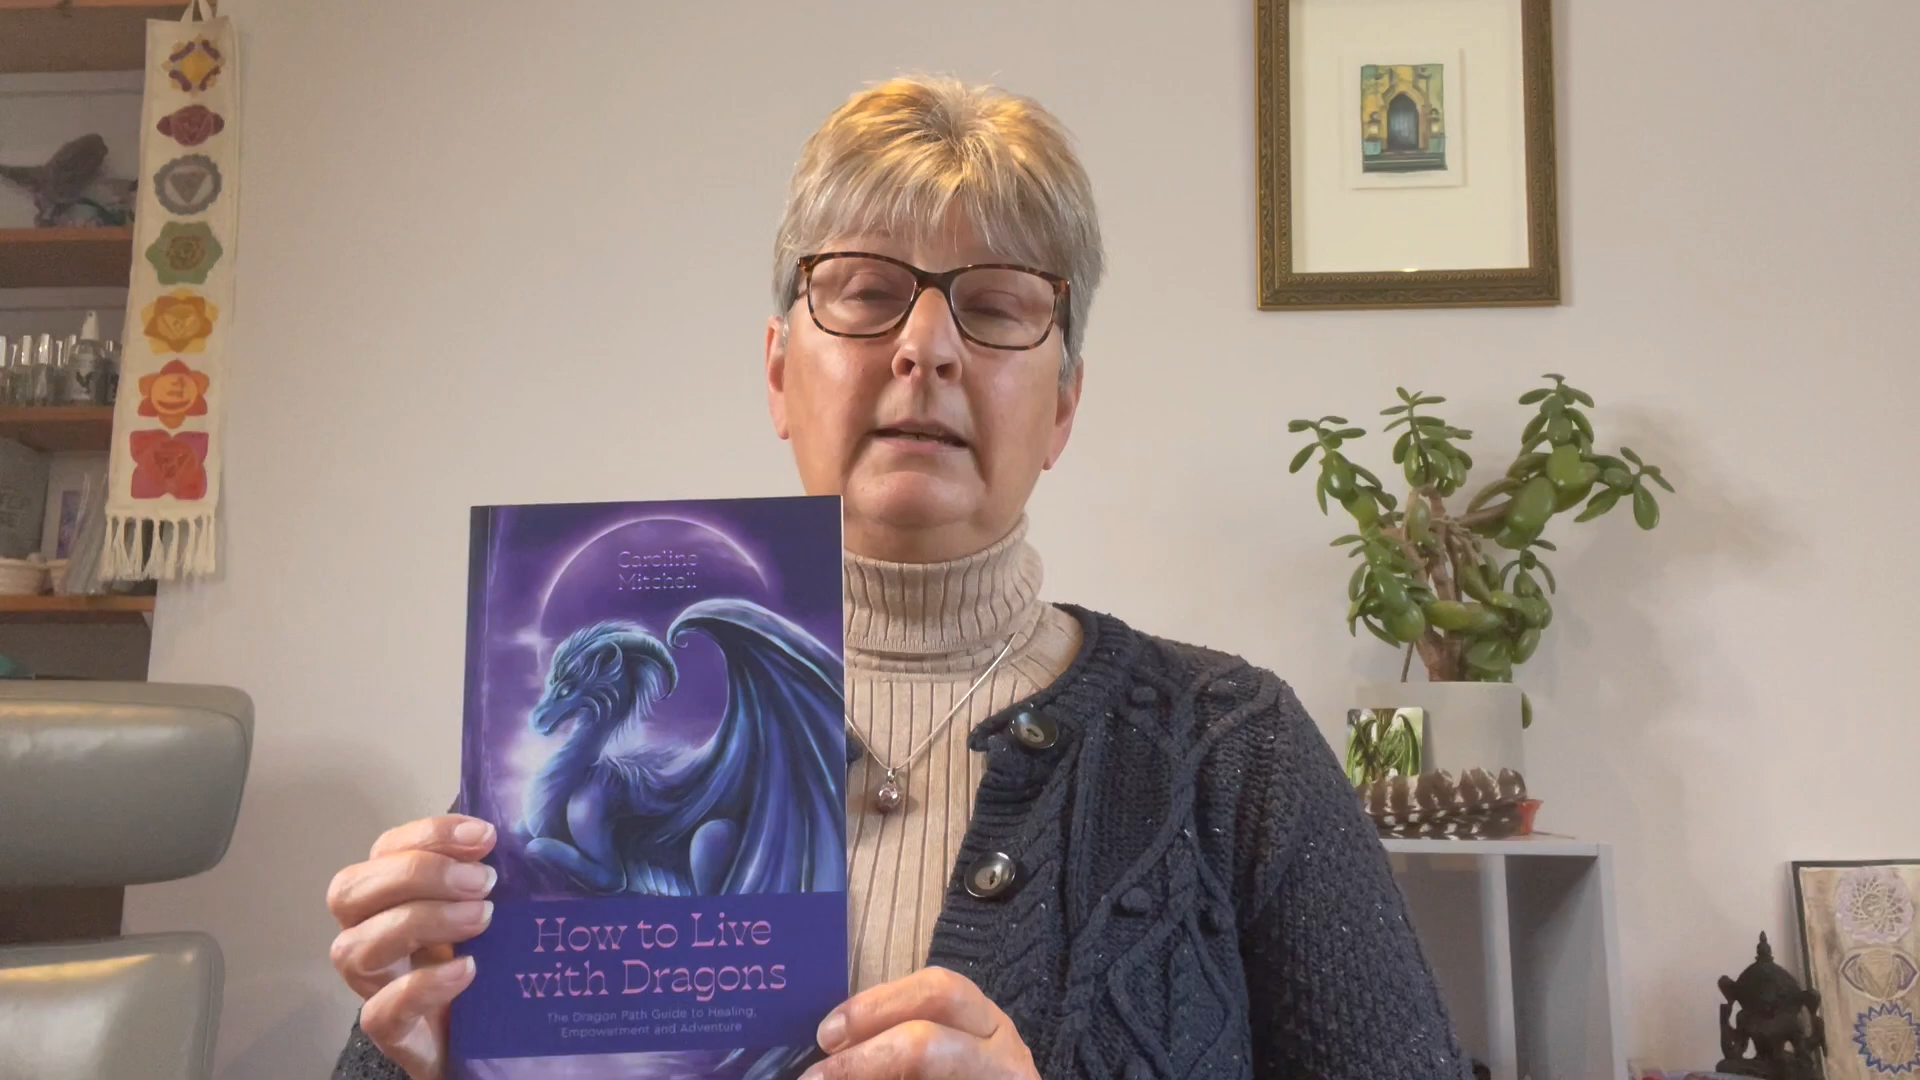 Caroline
Mitchell
How to Live
with Dragons
The Dragon Path Guide to Healing,
Empowerment and Adventure